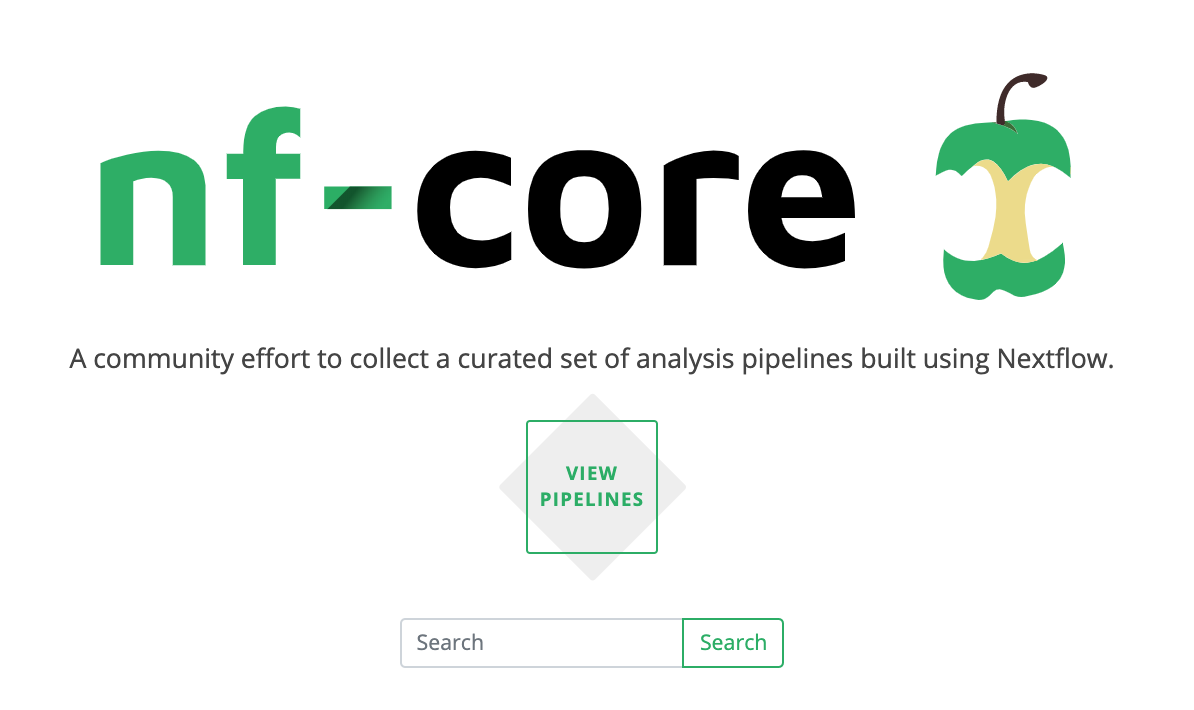 nf-core
A community effort to collect a curated set of analysis pipelines built using Nextflow.
VIEW
PIPELINES
Search Search